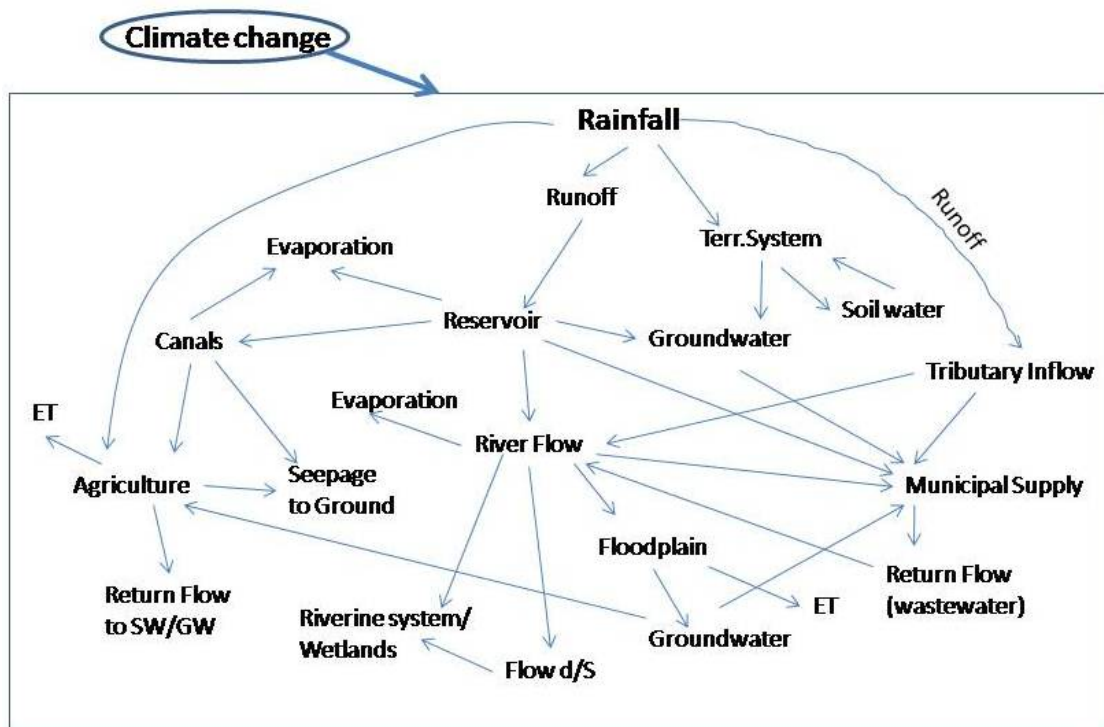 Climate change
Rainfall
Runoff
Runoff
Terr.System
Evaporation
Soil water
Reservoir
Groundwater
Canals
Tributary Inflow
Evaporation
ET
River Flow
Agriculture
Seepage
to Ground
Municipal Supply
Floodplain
Return Flow
(wastewater)
ET
Return Flow
to SW/GW
Riverine system/
Wetlands
Groundwater
Flow d/S